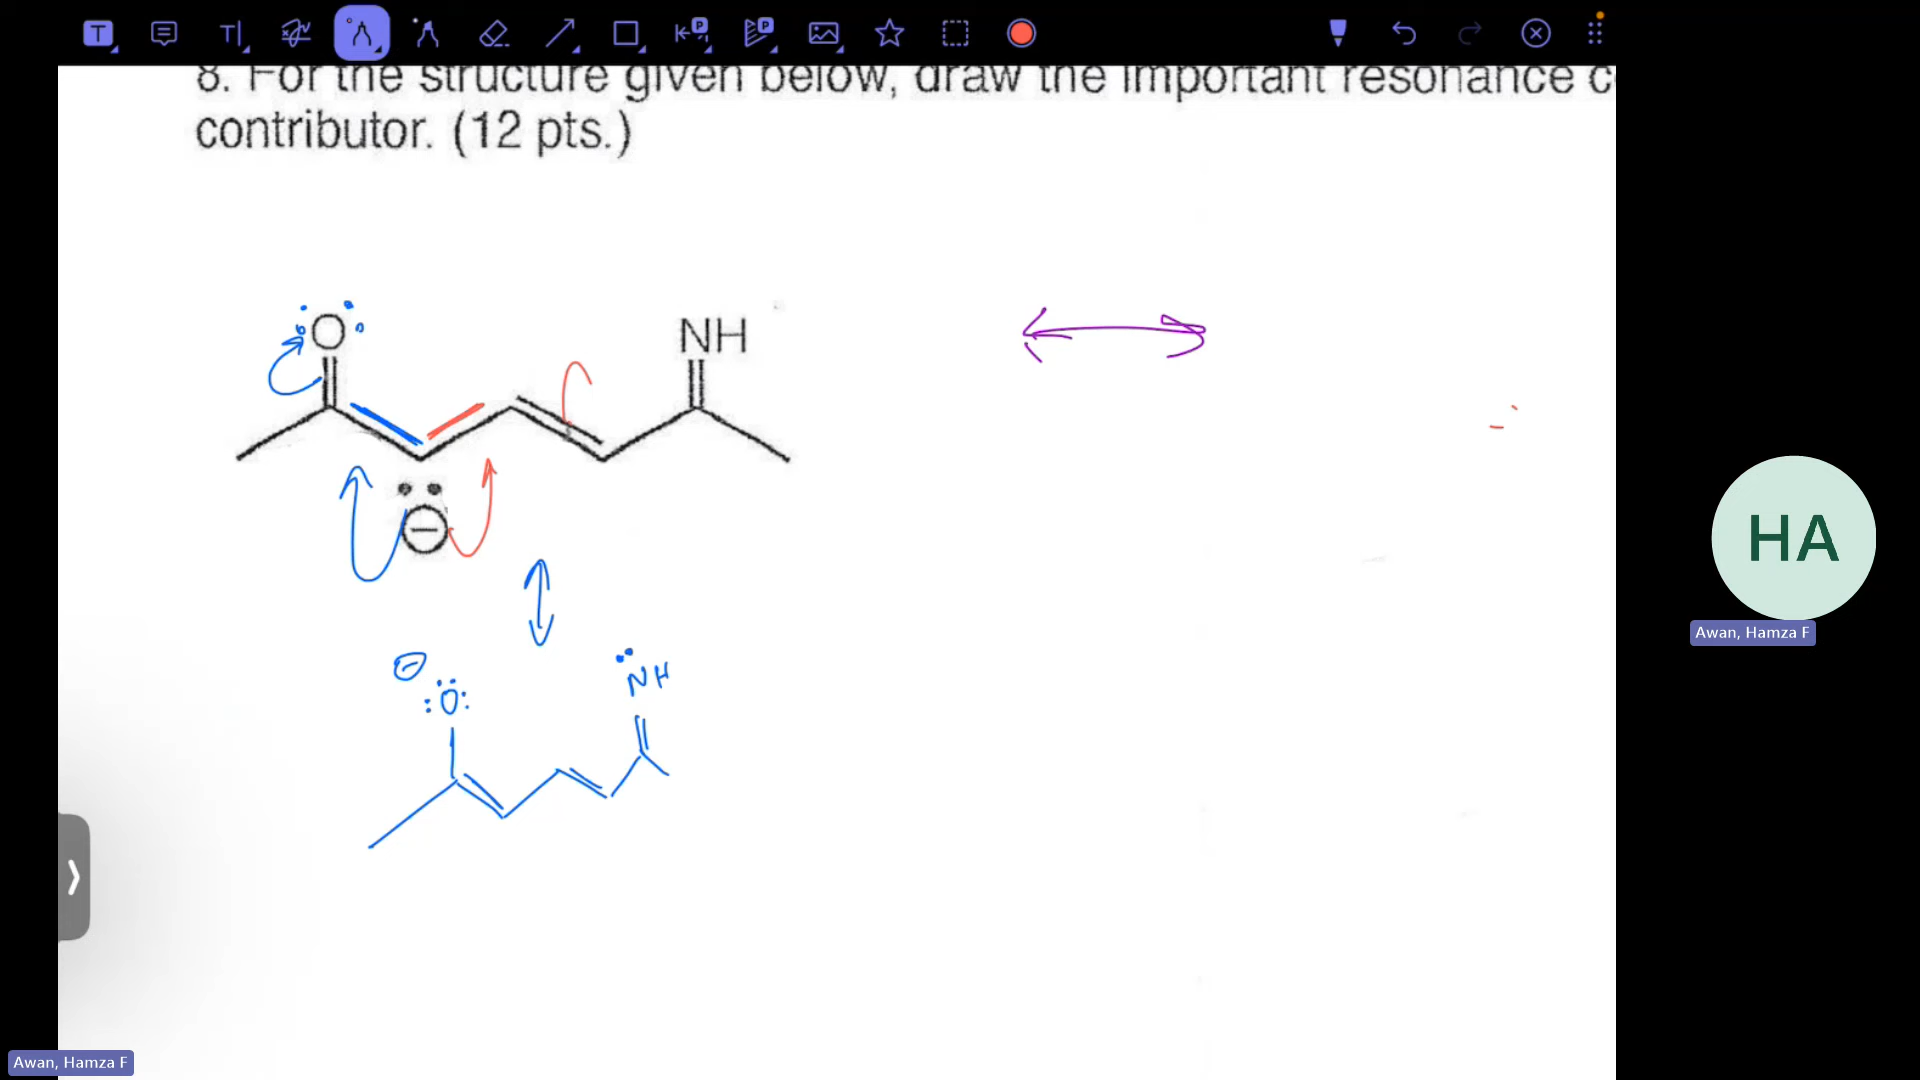 8. For the structure given below, draw the important resonance c
contributor. (12 pts.)
O
NH
NH
:O:
HA
Awan, Hamza F
Awan, Hamza F